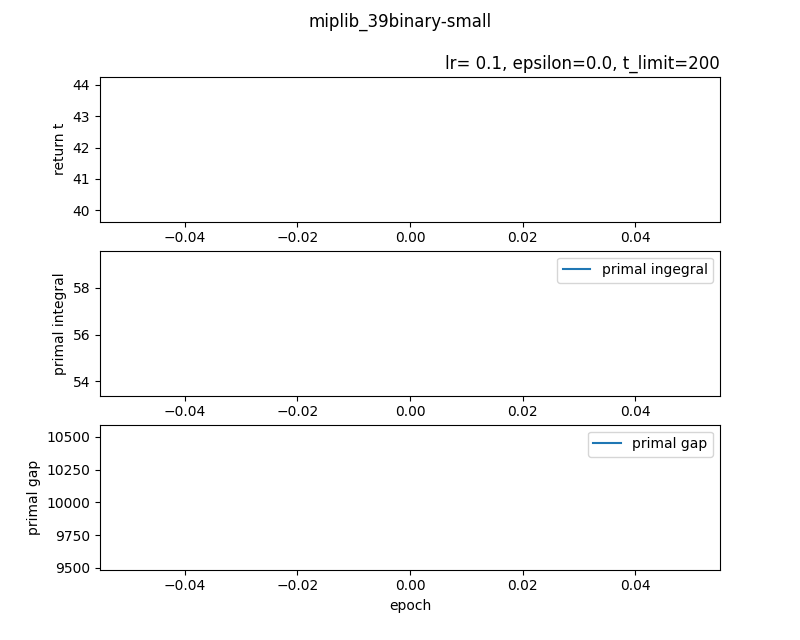 miplib_39binary-small
lr= 0.1, epsilon=0.0, t_limit=200
44
43
42
41
40
return t
−0.04 −0.02 0.00 0.02 0.04
primal ingegral
58
56
54
primal integral
−0.04 −0.02 0.00 0.02 0.04
primal gap
10500
10250
10000
9750
9500
primal gap
−0.04 −0.02 0.00 0.02 0.04
epoch